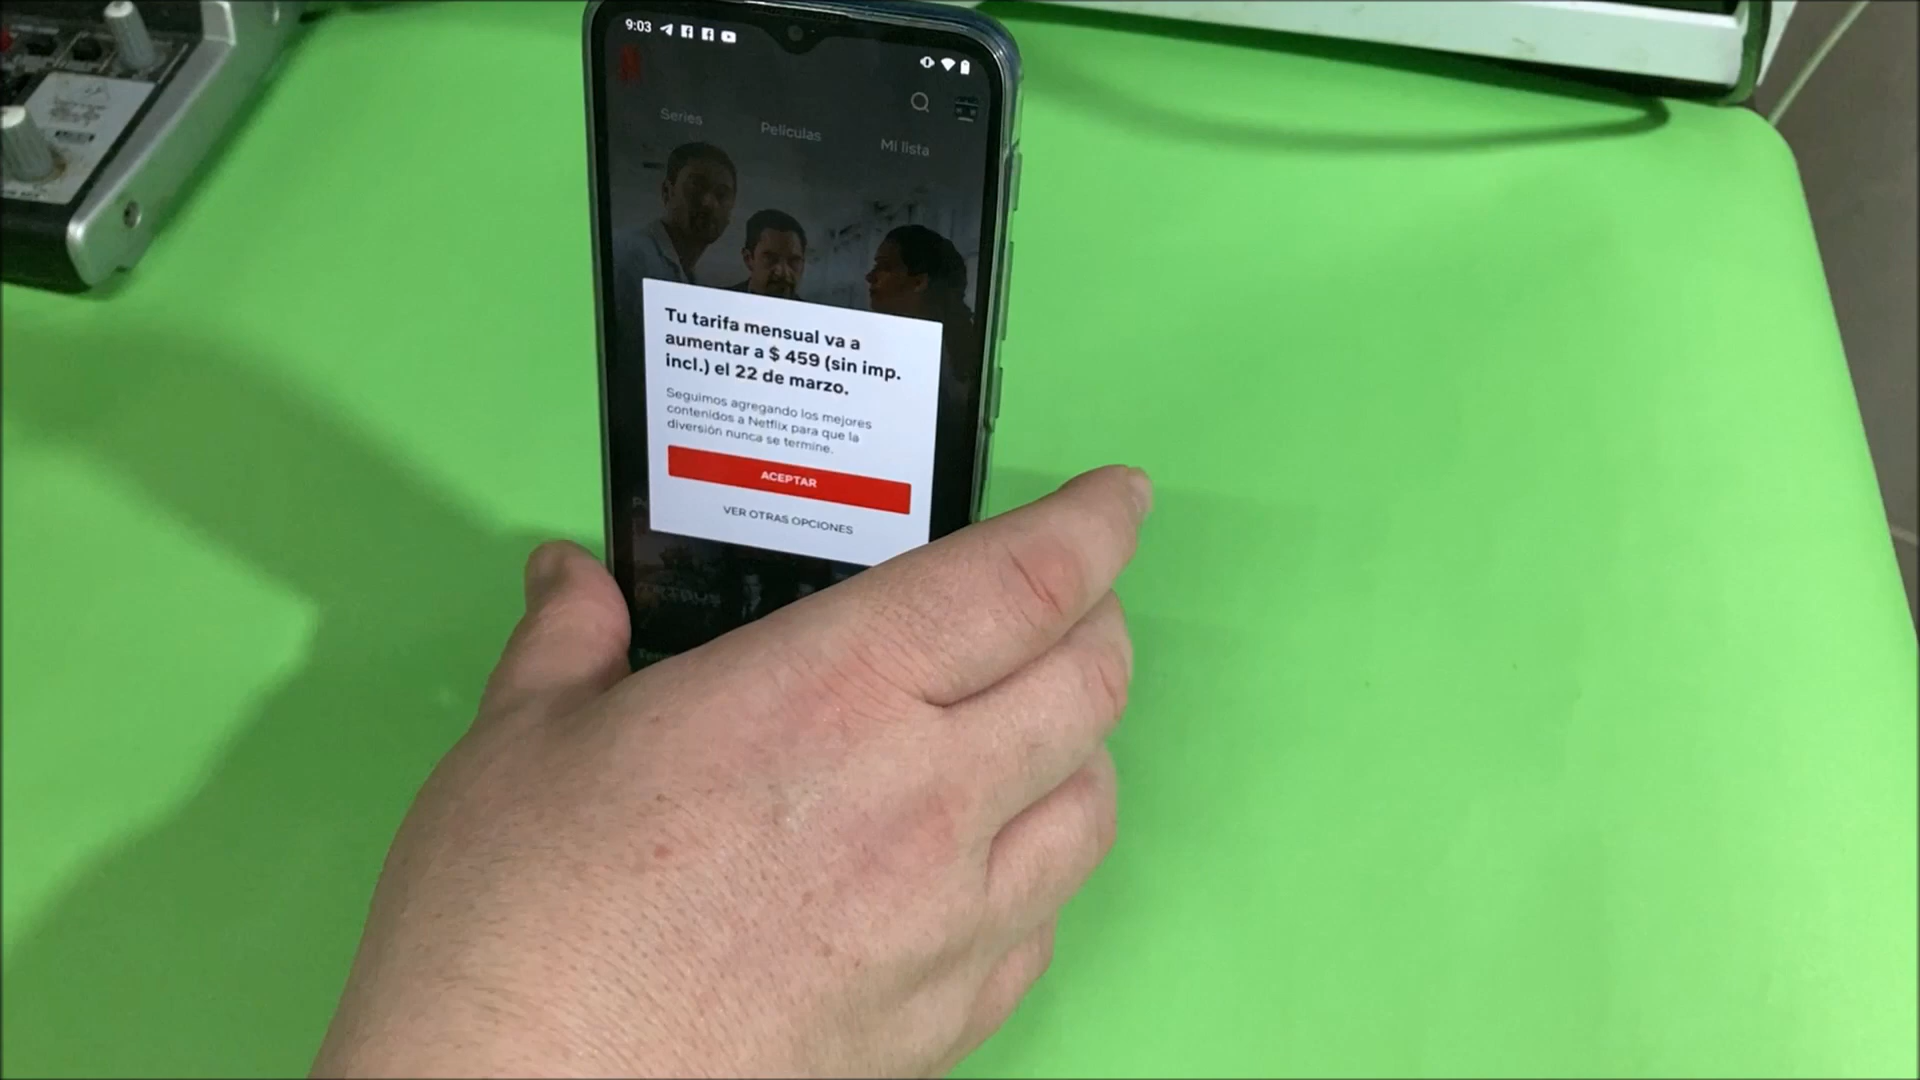 9:03
Series Películas Mi lista
Tu tarifa mensual va a
aumentar a $ 459 (sin imp.
incl.) el 22 de marzo.
Seguimos agregando los mejores
contenidos a Netflix para que la
diversión nunca se termine.
ACEPTAR
VER OTRAS OPCIONES